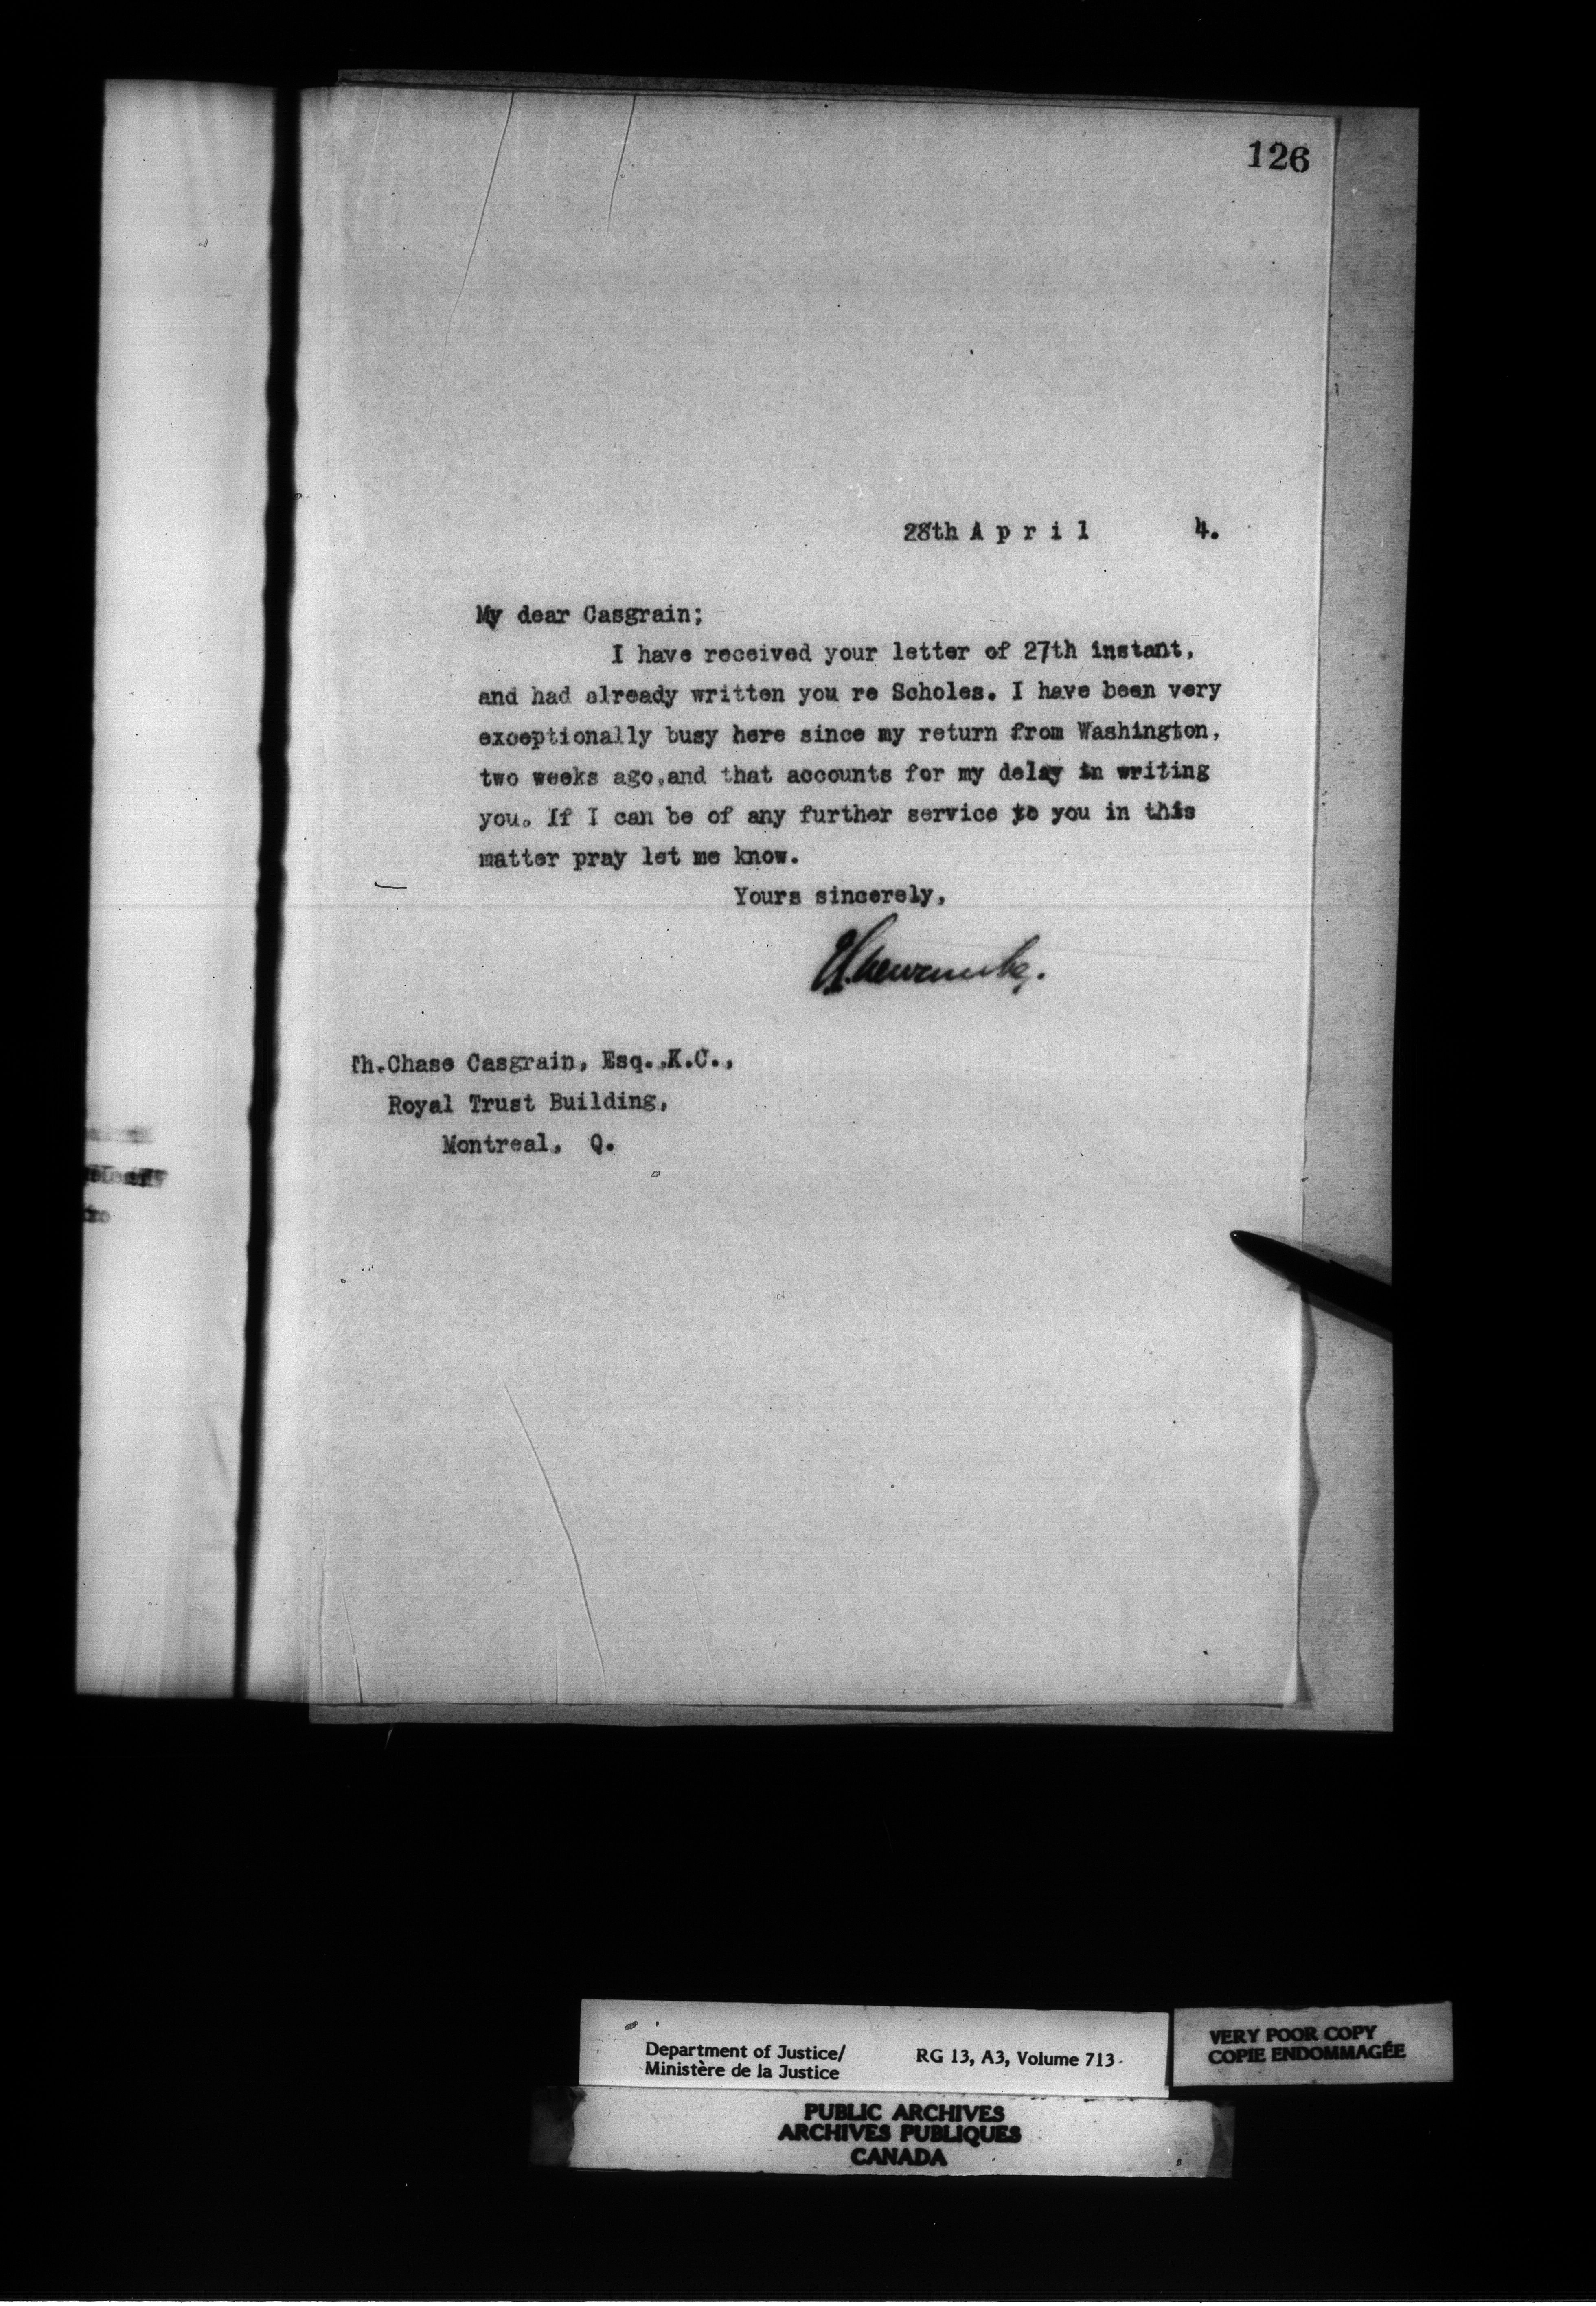 126
28th A p r i l 4.
My dear Casgrain;
I have received your letter of 27th instant,
and had already written you re Scholes. I have been very
exceptionally busy here since my return from Washington,
two weeks ago,and that accounts for my delay in writing
you. If I can be of any further service to you in this
matter pray let me know.
Yours sincerely,
Th.Chase Casgrain, Esq.,K.C.,
Royal Trust Building,
Montreal, Q.
Department of Justice/
Ministère de la Justice
RG 13, A3, Volume 713
VERY POOR COPY
COPIE ENDOMMAGÉE
PUBLIC ARCHIVES
ARCHIVES PUBLIQUES
CANADA